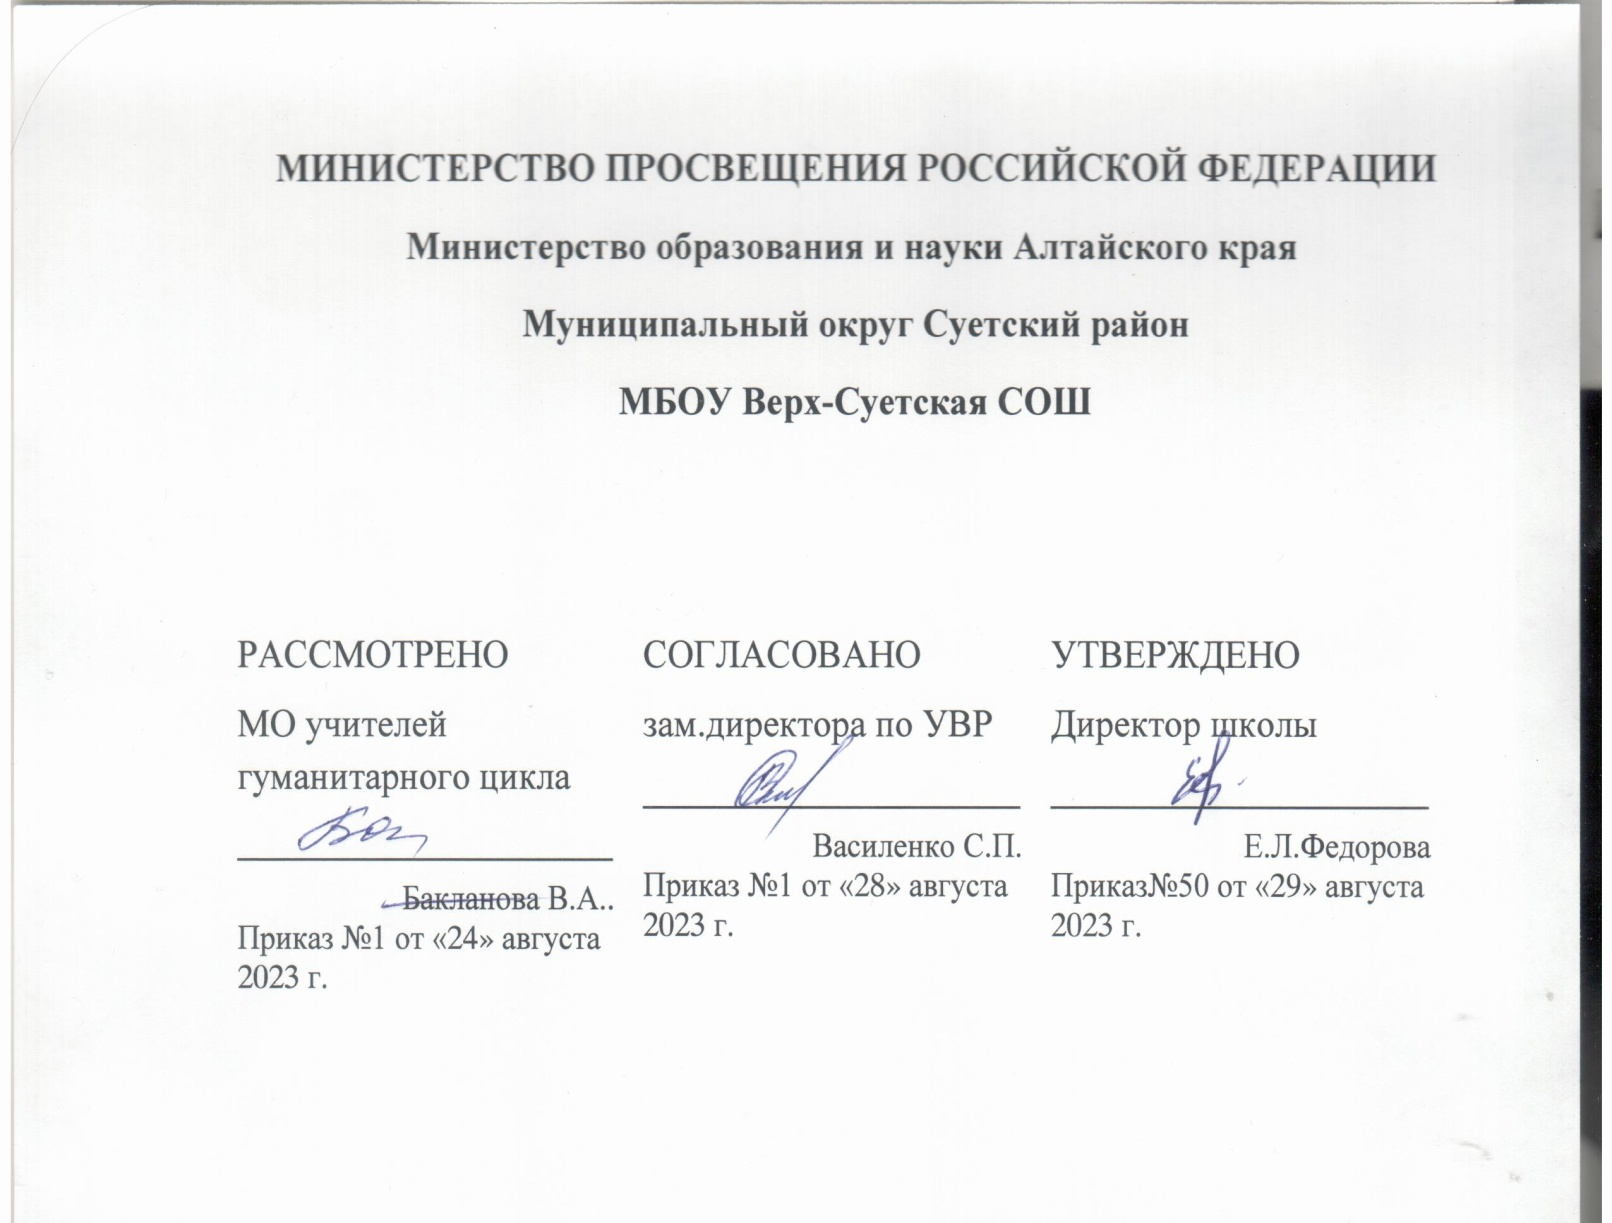 МИНИСТЕРСТВО ПРОСВЕЩЕНИЯ РОССИЙСКОЙ ФЕДЕРАЦИИ
Министерство образования и науки Алтайского края
Муниципальный округ Суетский район
МБОУ Верх-Суетская СОШ
РАССМОТРЕНО
МО учителей
гуманитарного цикла
Бакланова В.А..
Приказ №1 от «24» августа
2023 г.
СОГЛАСОВАНО
зам.директора по УВР
Василенко С.П.
Приказ №1 от «28» августа
2023 г.
УТВЕРЖДЕНО
Директор школы
Е.Л.Федорова
Приказ№50 от «29» августа
2023 г.